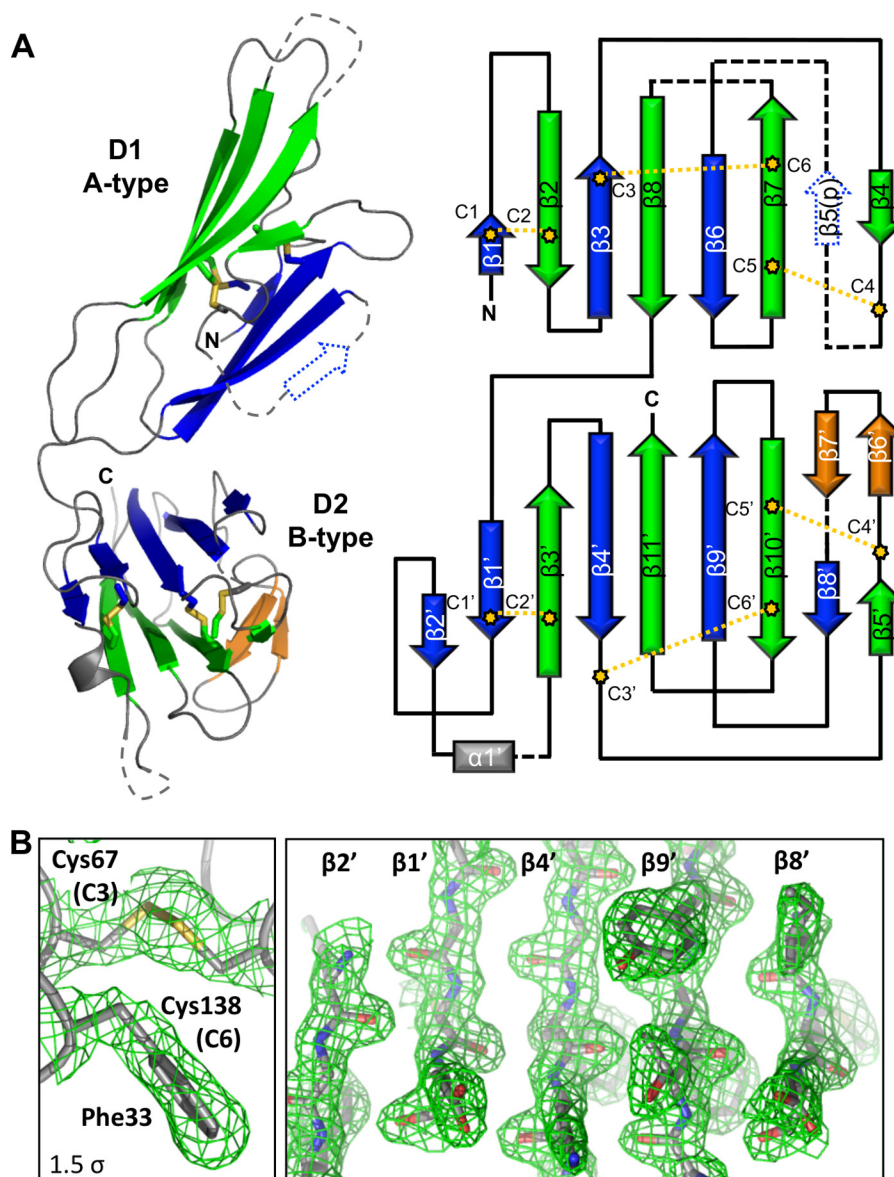 A
D1
A-type
N
C
D2
B-type
C1
C2
C3
C6
C5
C4
β1
β2
β3
β8
β6
β7
β5(p)
β4
N
C
C1'
C2'
C3'
C5'
C6'
C4'
β2'
β1'
β3'
β4'
β11'
β9'
β10'
β7'
β8'
β6'
β5'
α1'
B
Cys67
(C3)
Cys138
(C6)
Phe33
1.5 σ
β2'
β1'
β4'
β9'
β8'